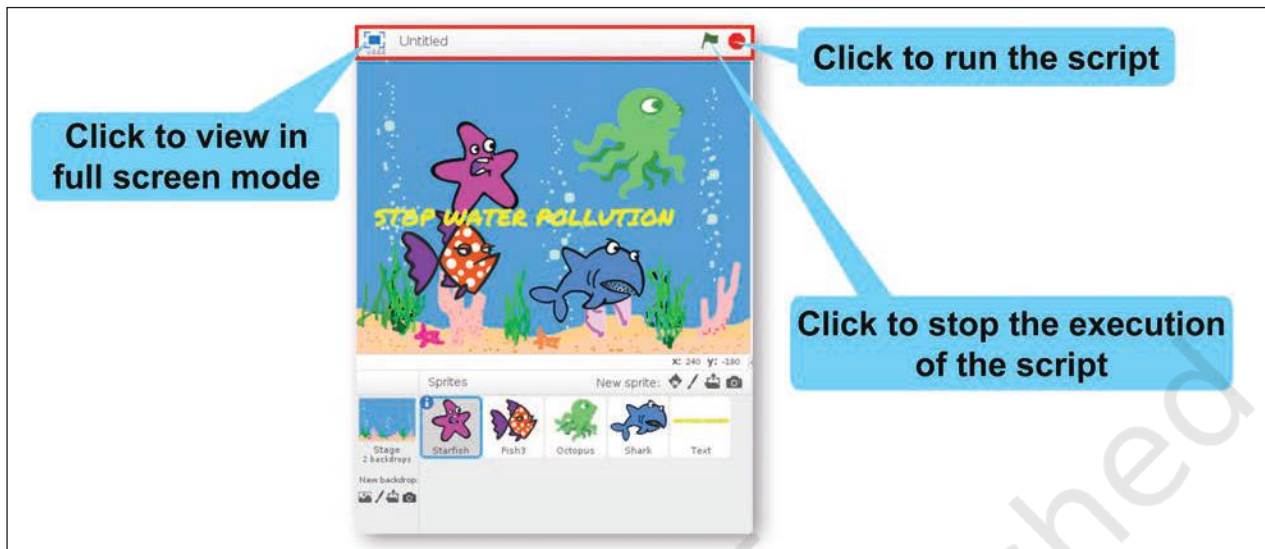 Untitled
Click to run the script
Click to view in
full screen mode
STOP WATER POLLUTION
Click to stop the execution
of the script
x: 240 y: -180
Sprites
New sprite:
Stage
2 backdrops
Starfish
Fish3
Octopus
Shark
Text
New backdrop
shed